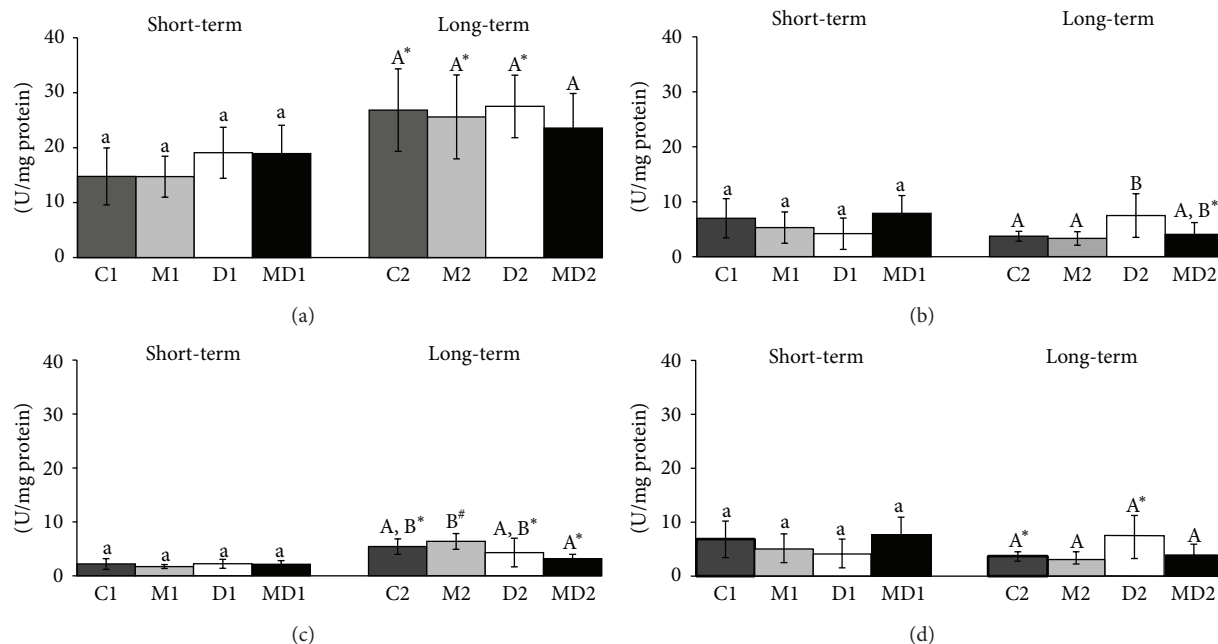 Short-term Long-term
(U/mg protein)
40
30
20
10
0
a a a a A* A* A* A
C1 M1 D1 MD1 C2 M2 D2 MD2
(a)
Short-term Long-term
(U/mg protein)
40
30
20
10
0
a a a a A A B A, B*
C1 M1 D1 MD1 C2 M2 D2 MD2
(b)
Short-term Long-term
(U/mg protein)
40
30
20
10
0
a a a a A, B* B# A, B* A*
C1 M1 D1 MD1 C2 M2 D2 MD2
(c)
Short-term Long-term
(U/mg protein)
40
30
20
10
0
a a a a A* A A* A
C1 M1 D1 MD1 C2 M2 D2 MD2
(d)